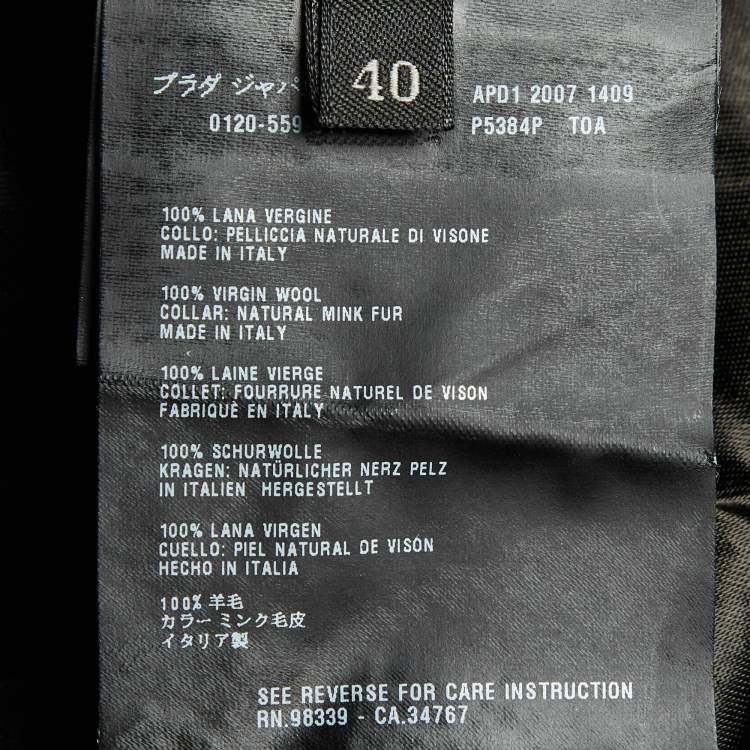 プラダ ジャパ
40
APD1 2007 1409
0120-559
P5384P TOA
100% LANA VERGINE
COLLO: PELLICCIA NATURALE DI VISONE
MADE IN ITALY
100% VIRGIN WOOL
COLLAR: NATURAL MINK FUR
MADE IN ITALY
100% LAINE VIERGE
COLLET: FOURRURE NATUREL DE VISON
FABRIQUÈ EN ITALY
100% SCHURWOLLE
KRAGEN: NATÜRLICHER NERZ PELZ
IN ITALIEN HERGESTELLT
100% LANA VIRGEN
CUELLO: PIEL NATURAL DE VISÓN
HECHO IN ITALIA
100% 羊毛
カラー ミンク毛皮
イタリア製
SEE REVERSE FOR CARE INSTRUCTION
RN.98339 - CA.34767